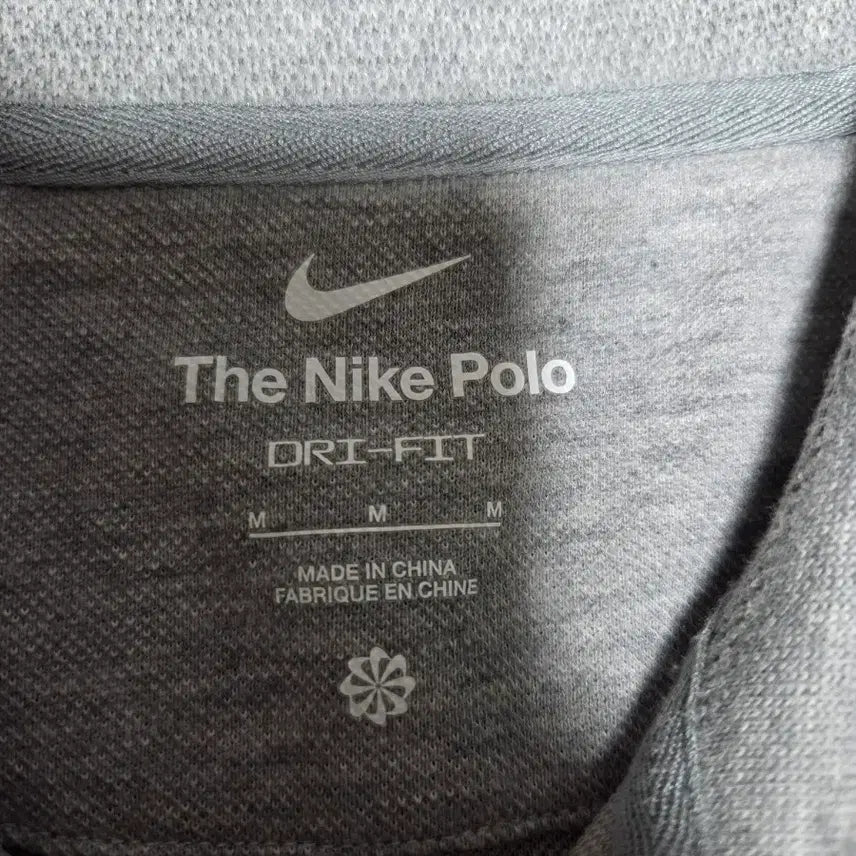 The Nike Polo
DRI-FIT
M M M
MADE IN CHINA
FABRIQUE EN CHINE